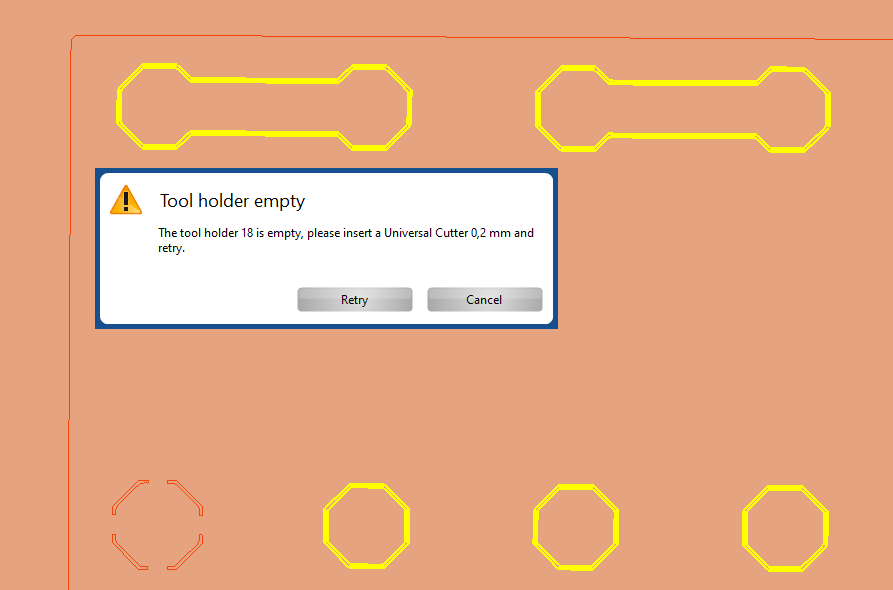 Tool holder empty
The tool holder 18 is empty, please insert a Universal Cutter 0,2 mm and
retry.
Retry
Cancel